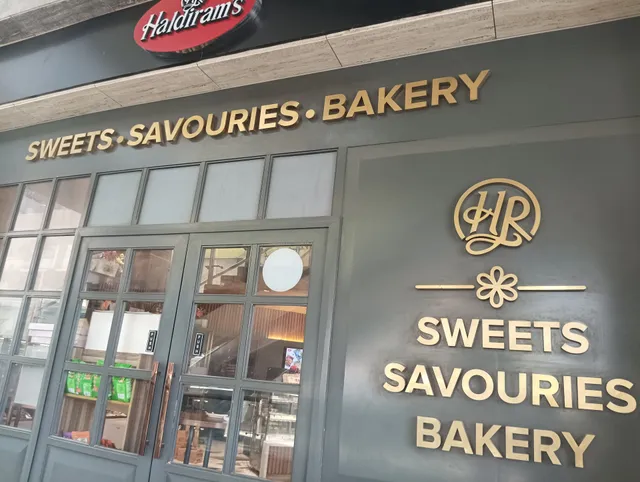 Haldiram's
SWEETS • SAVOURIES • BAKERY
HR
SWEETS
SAVOURIES
BAKERY